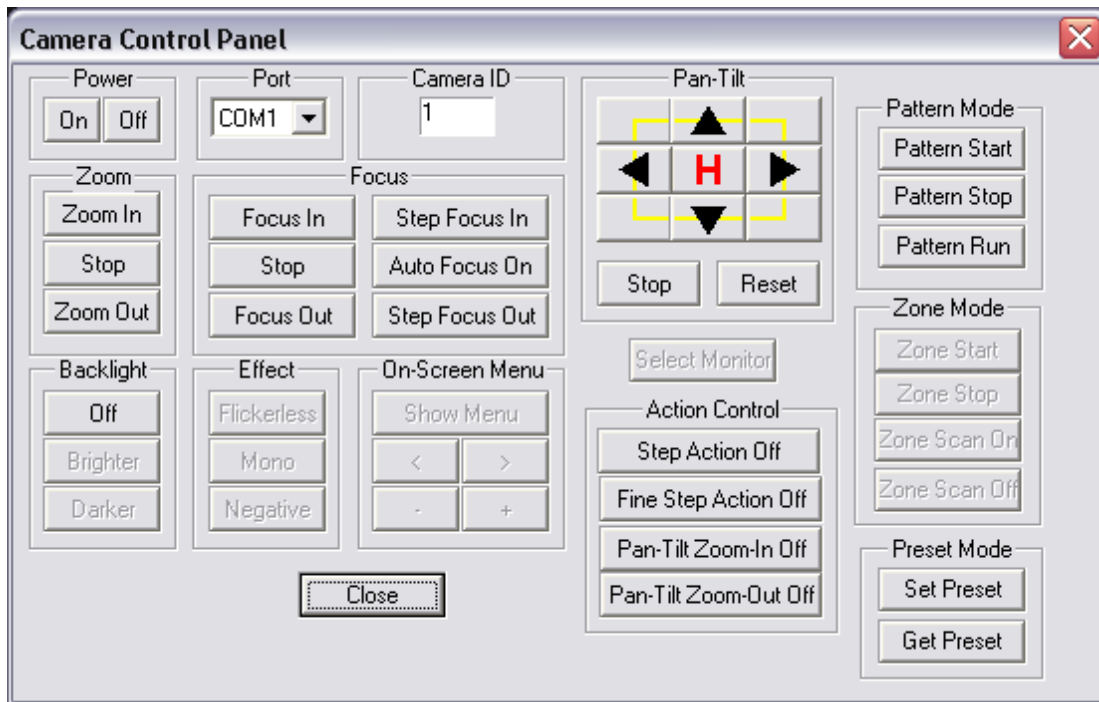 Camera Control Panel
Power
On Off
Port
COM1
Camera ID
1
Pan-Tilt
H
Stop Reset
Pattern Mode
Pattern Start
Pattern Stop
Pattern Run
Zoom
Zoom In
Stop
Zoom Out
Focus
Focus In Step Focus In
Stop Auto Focus On
Focus Out Step Focus Out
Select Monitor
Zone Mode
Zone Start
Zone Stop
Zone Scan On
Zone Scan Off
Backlight
Off
Brighter
Darker
Effect
Flickerless
Mono
Negative
On-Screen Menu
Show Menu
< >
- +
Action Control
Step Action Off
Fine Step Action Off
Pan-Tilt Zoom-In Off
Pan-Tilt Zoom-Out Off
Preset Mode
Set Preset
Get Preset
Close